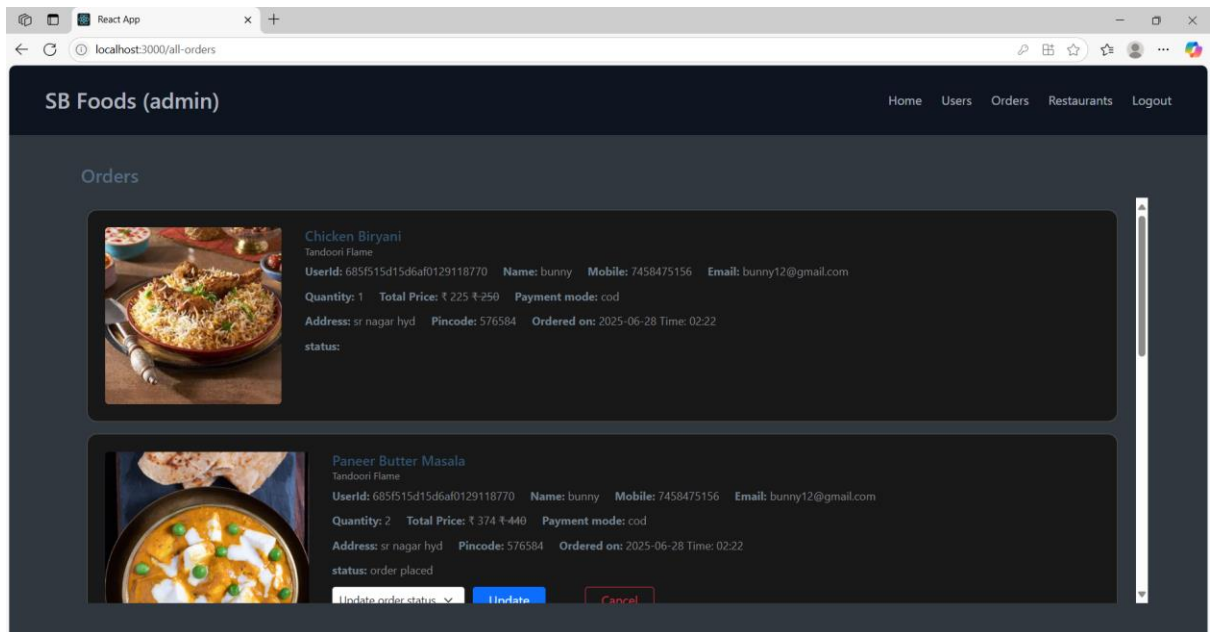 React App
localhost:3000/all-orders
SB Foods (admin)
Home Users Orders Restaurants Logout
Orders
Chicken Biryani
Tandoori Flame
UserId: 685f515d15d6af0129118770 Name: bunny Mobile: 7458475156 Email: bunny12@gmail.com
Quantity: 1 Total Price: ₹ 225 ₹ 250 Payment mode: cod
Address: sr nagar hyd Pincode: 576584 Ordered on: 2025-06-28 Time: 02:22
status:
Paneer Butter Masala
Tandoori Flame
UserId: 685f515d15d6af0129118770 Name: bunny Mobile: 7458475156 Email: bunny12@gmail.com
Quantity: 2 Total Price: ₹ 374 ₹ 440 Payment mode: cod
Address: sr nagar hyd Pincode: 576584 Ordered on: 2025-06-28 Time: 02:22
status: order placed
Update order status Update Cancel